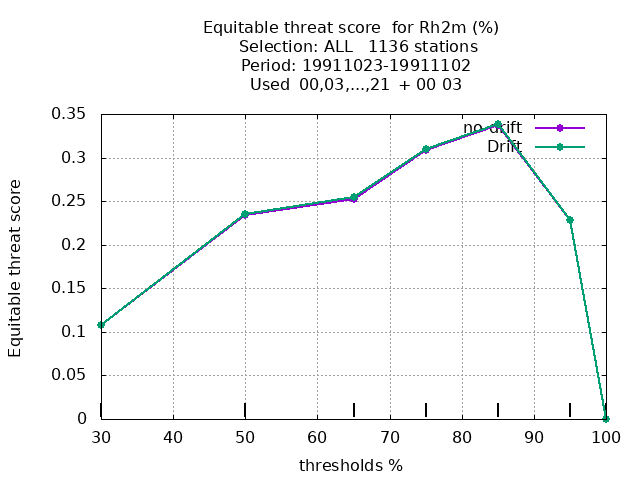 Equitable threat score  for Rh2m (%)
Selection: ALL   1136 stations
Period: 19911023-19911102
Used  00,03,...,21  + 00 03
no drift
Drift
Equitable threat score
0.35
0.3
0.25
0.2
0.15
0.1
0.05
0
30 40 50 60 70 80 90 100
thresholds %